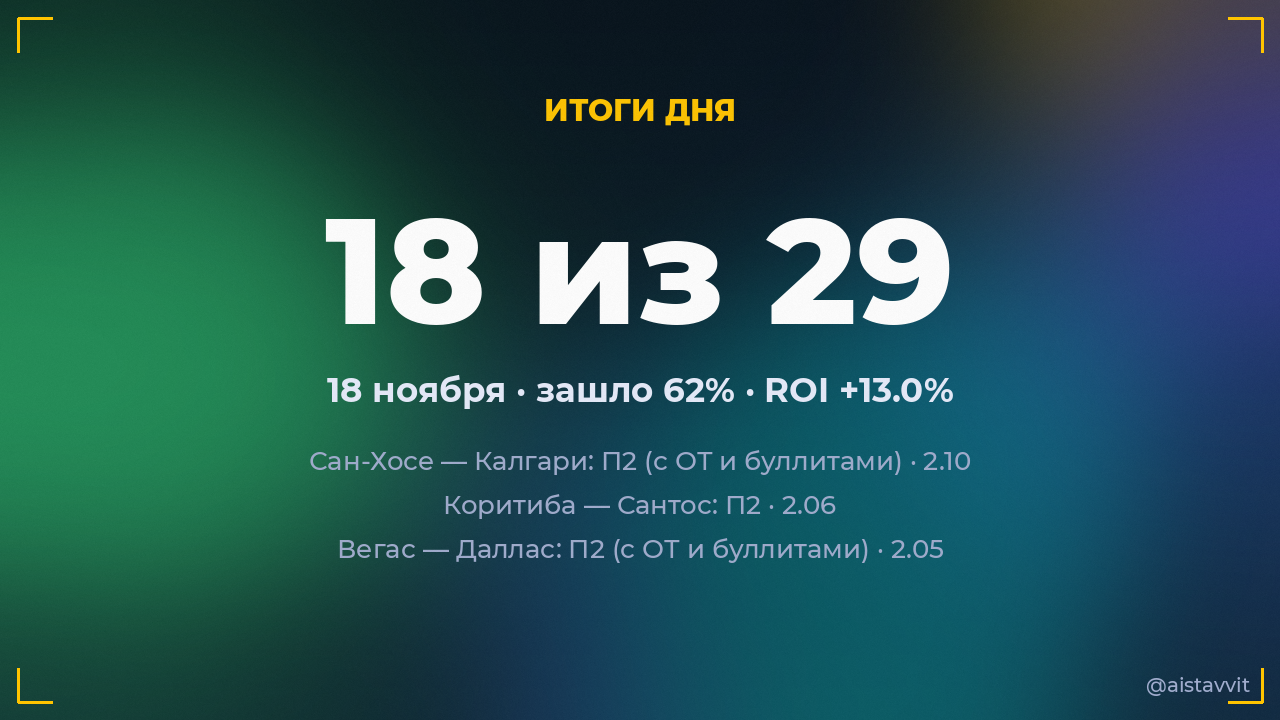 ИТОГИ ДНЯ
18 из 29
18 ноября · зашло 62% · ROI +13.0%
Сан-Хосе — Калгари: П2 (с ОТ и буллитами) · 2.10
Коритиба — Сантос: П2 · 2.06
Вегас — Даллас: П2 (с ОТ и буллитами) · 2.05
@aistavvit